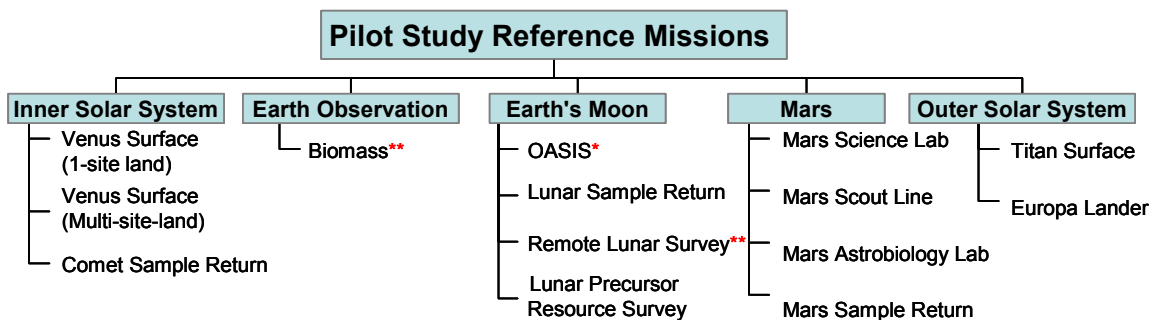 Pilot Study Reference Missions
Inner Solar System
Venus Surface
(1-site land)
Venus Surface
(Multi-site-land)
Comet Sample Return
Earth Observation
Biomass**
Earth's Moon
OASIS*
Lunar Sample Return
Remote Lunar Survey**
Lunar Precursor
Resource Survey
Mars
Mars Science Lab
Mars Scout Line
Mars Astrobiology Lab
Mars Sample Return
Outer Solar System
Titan Surface
Europa Lander